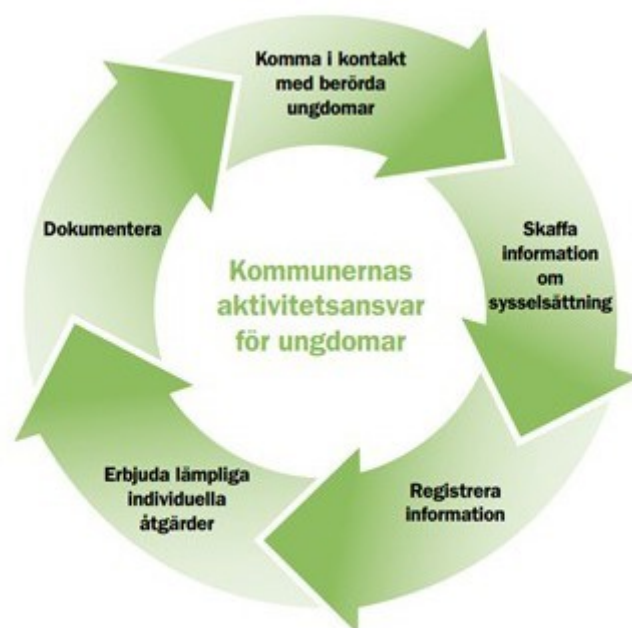 Komma i kontakt
med berörda
ungdomar
Skaffa
information
om
sysselsättning
Registrera
information
Erbjuda lämpliga
individuella
åtgärder
Dokumentera
Kommunernas
aktivitetsansvar
för ungdomar